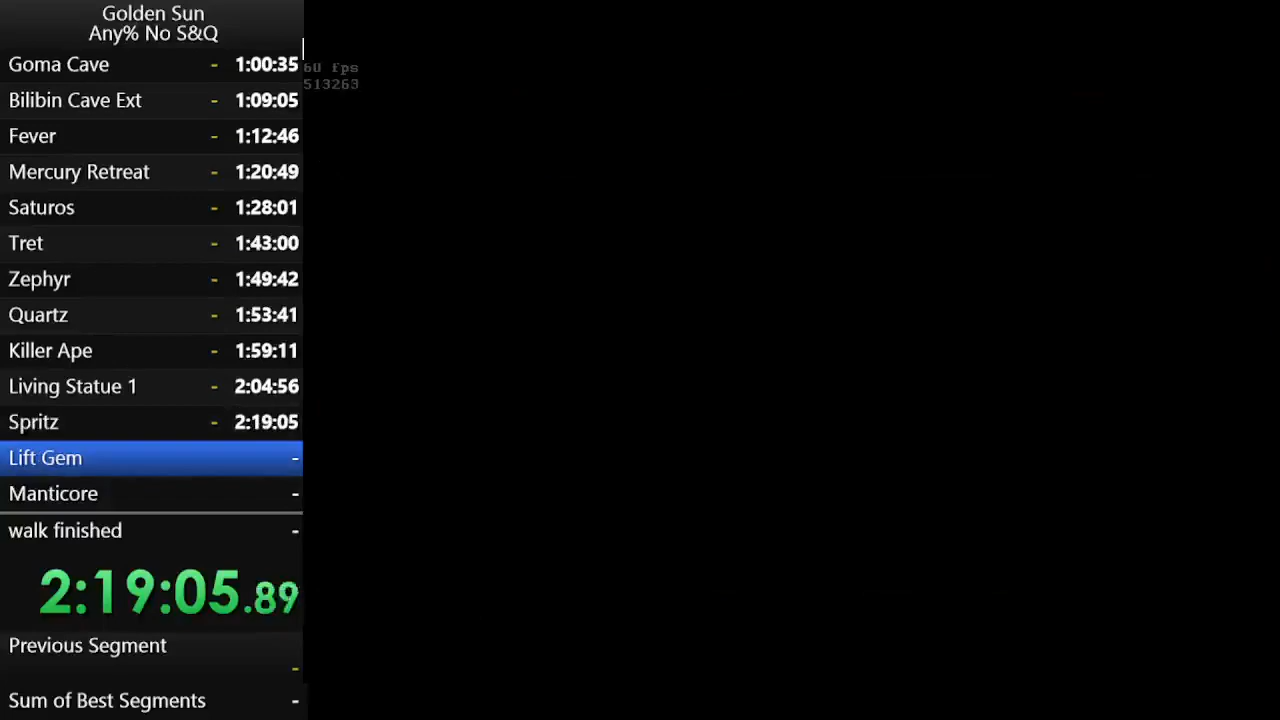 Golden Sun
Any% No S&Q
Goma Cave - 1:00:35
60 fps
513263
Bilibin Cave Ext - 1:09:05
Fever - 1:12:46
Mercury Retreat - 1:20:49
Saturos - 1:28:01
Tret - 1:43:00
Zephyr - 1:49:42
Quartz - 1:53:41
Killer Ape - 1:59:11
Living Statue 1 - 2:04:56
Spritz - 2:19:05
Lift Gem -
Manticore -
walk finished -
2:19:05.89
Previous Segment
-
Sum of Best Segments -